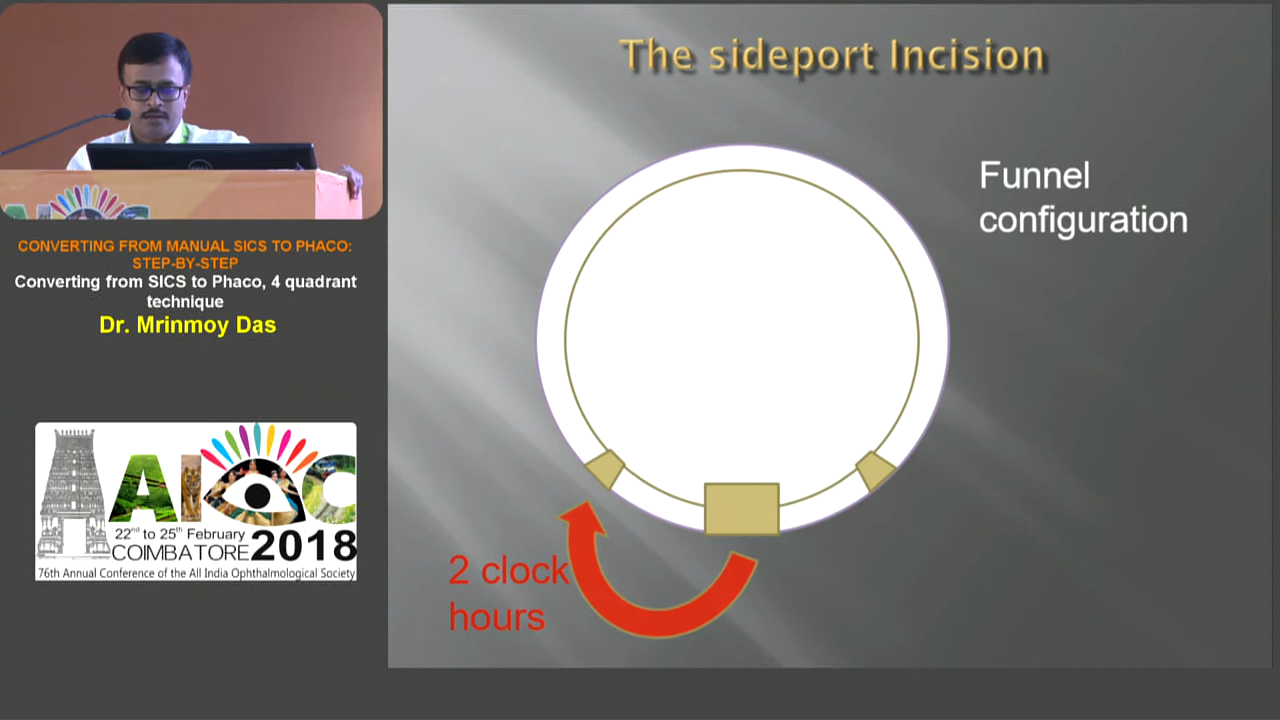 The sideport Incision
Funnel
configuration
2 clock
hours
CONVERTING FROM MANUAL SICS TO PHACO:
STEP-BY-STEP
Converting from SICS to Phaco, 4 quadrant
technique
Dr. Mrinmoy Das
AIOC
22nd to 25th February
COIMBATORE 2018
76th Annual Conference of the All India Ophthalmological Society